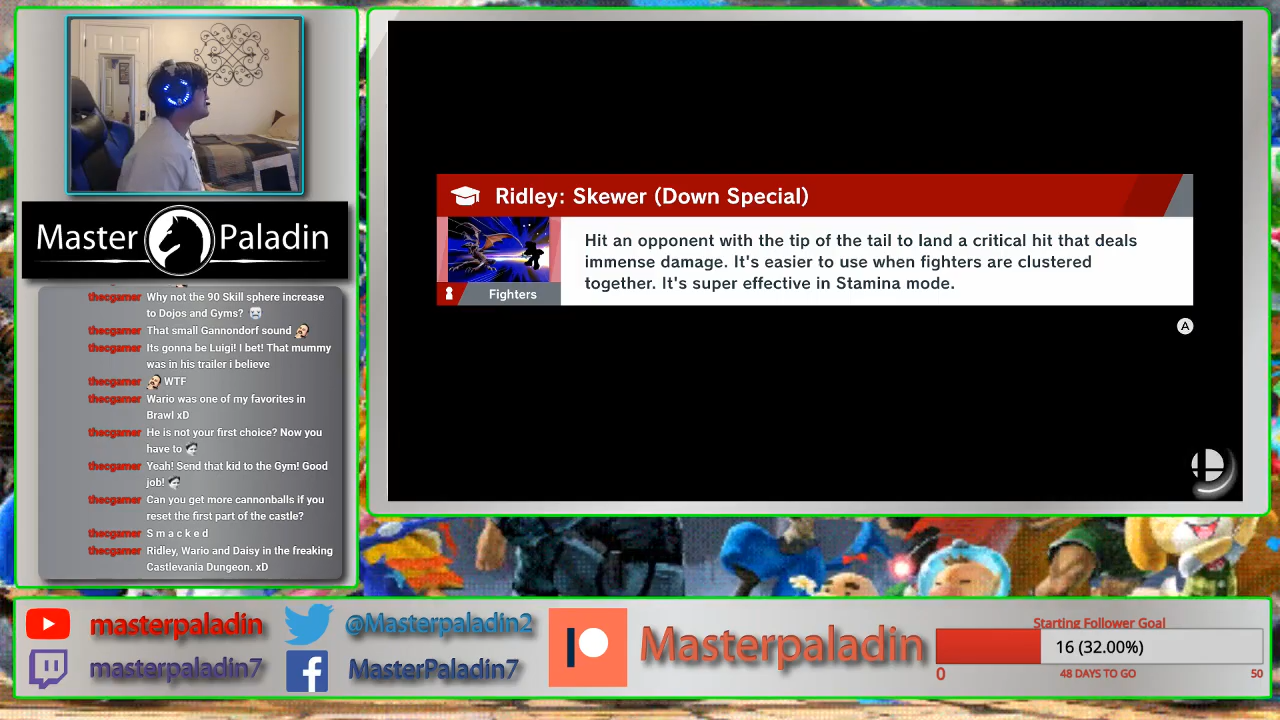 Master Paladin
thecgamer Why not the 90 Skill sphere increase
to Dojos and Gyms?
thecgamer That small Gannondorf sound
thecgamer Its gonna be Luigi! I bet! That mummy
was in his trailer i believe
thecgamer WTF
thecgamer Wario was one of my favorites in
Brawl xD
thecgamer He is not your first choice? Now you
have to
thecgamer Yeah! Send that kid to the Gym! Good
job!
thecgamer Can you get more cannonballs if you
reset the first part of the castle?
thecgamer S m a c k e d
thecgamer Ridley, Wario and Daisy in the freaking
Castlevania Dungeon. xD
Ridley: Skewer (Down Special)
Hit an opponent with the tip of the tail to land a critical hit that deals
immense damage. It's easier to use when fighters are clustered
together. It's super effective in Stamina mode.
Fighters
A
masterpaladin
@Masterpaladin2
masterpaladin7
MasterPaladin7
Masterpaladin
Starting Follower Goal
16 (32.00%)
0
48 DAYS TO GO
50